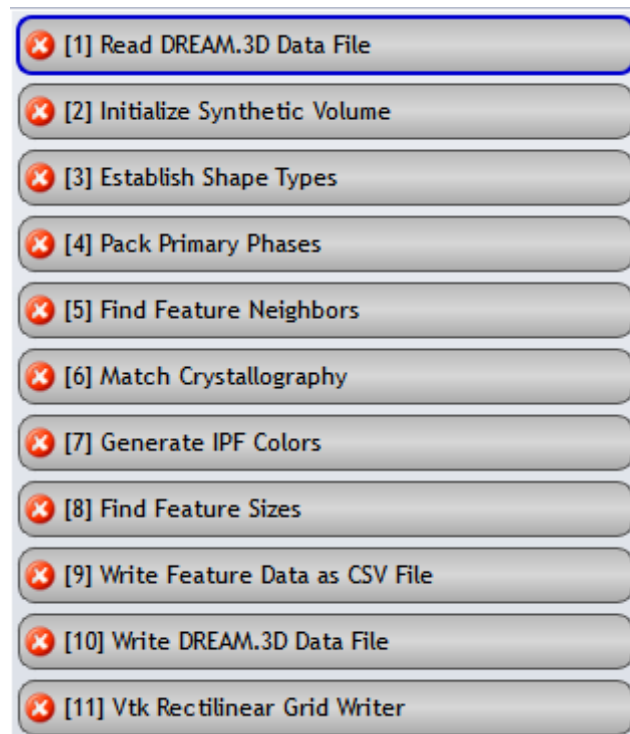 [1] Read DREAM.3D Data File
[2] Initialize Synthetic Volume
[3] Establish Shape Types
[4] Pack Primary Phases
[5] Find Feature Neighbors
[6] Match Crystallography
[7] Generate IPF Colors
[8] Find Feature Sizes
[9] Write Feature Data as CSV File
[10] Write DREAM.3D Data File
[11] Vtk Rectilinear Grid Writer